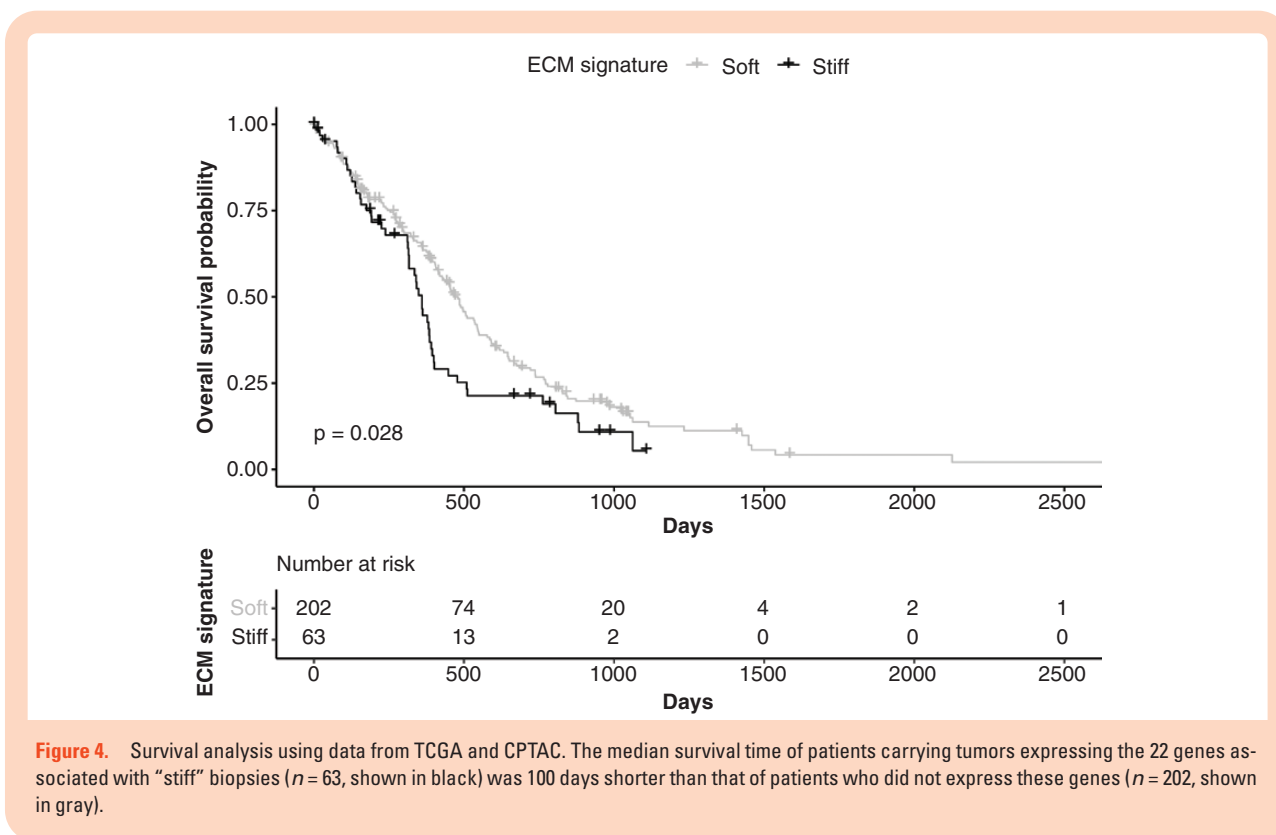 ECM signature Soft Stiff
1.00
0.75
0.50
0.25
0.00
Overall survival probability
p = 0.028
0 500 1000 1500 2000 2500
Days
Number at risk
ECM signature
Soft 202 74 20 4 2 1
Stiff 63 13 2 0 0 0
0 500 1000 1500 2000 2500
Days
Figure 4. Survival analysis using data from TCGA and CPTAC. The median survival time of patients carrying tumors expressing the 22 genes as-
sociated with “stiff” biopsies (n = 63, shown in black) was 100 days shorter than that of patients who did not express these genes (n = 202, shown
in gray).